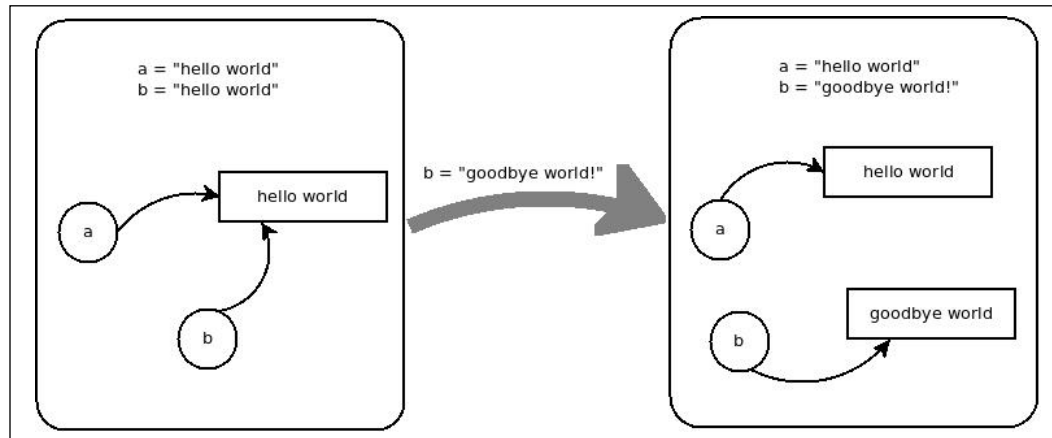 a = "hello world"
b = "hello world"
hello world
a
b
b = "goodbye world!"
a = "hello world"
b = "goodbye world!"
hello world
a
goodbye world
b